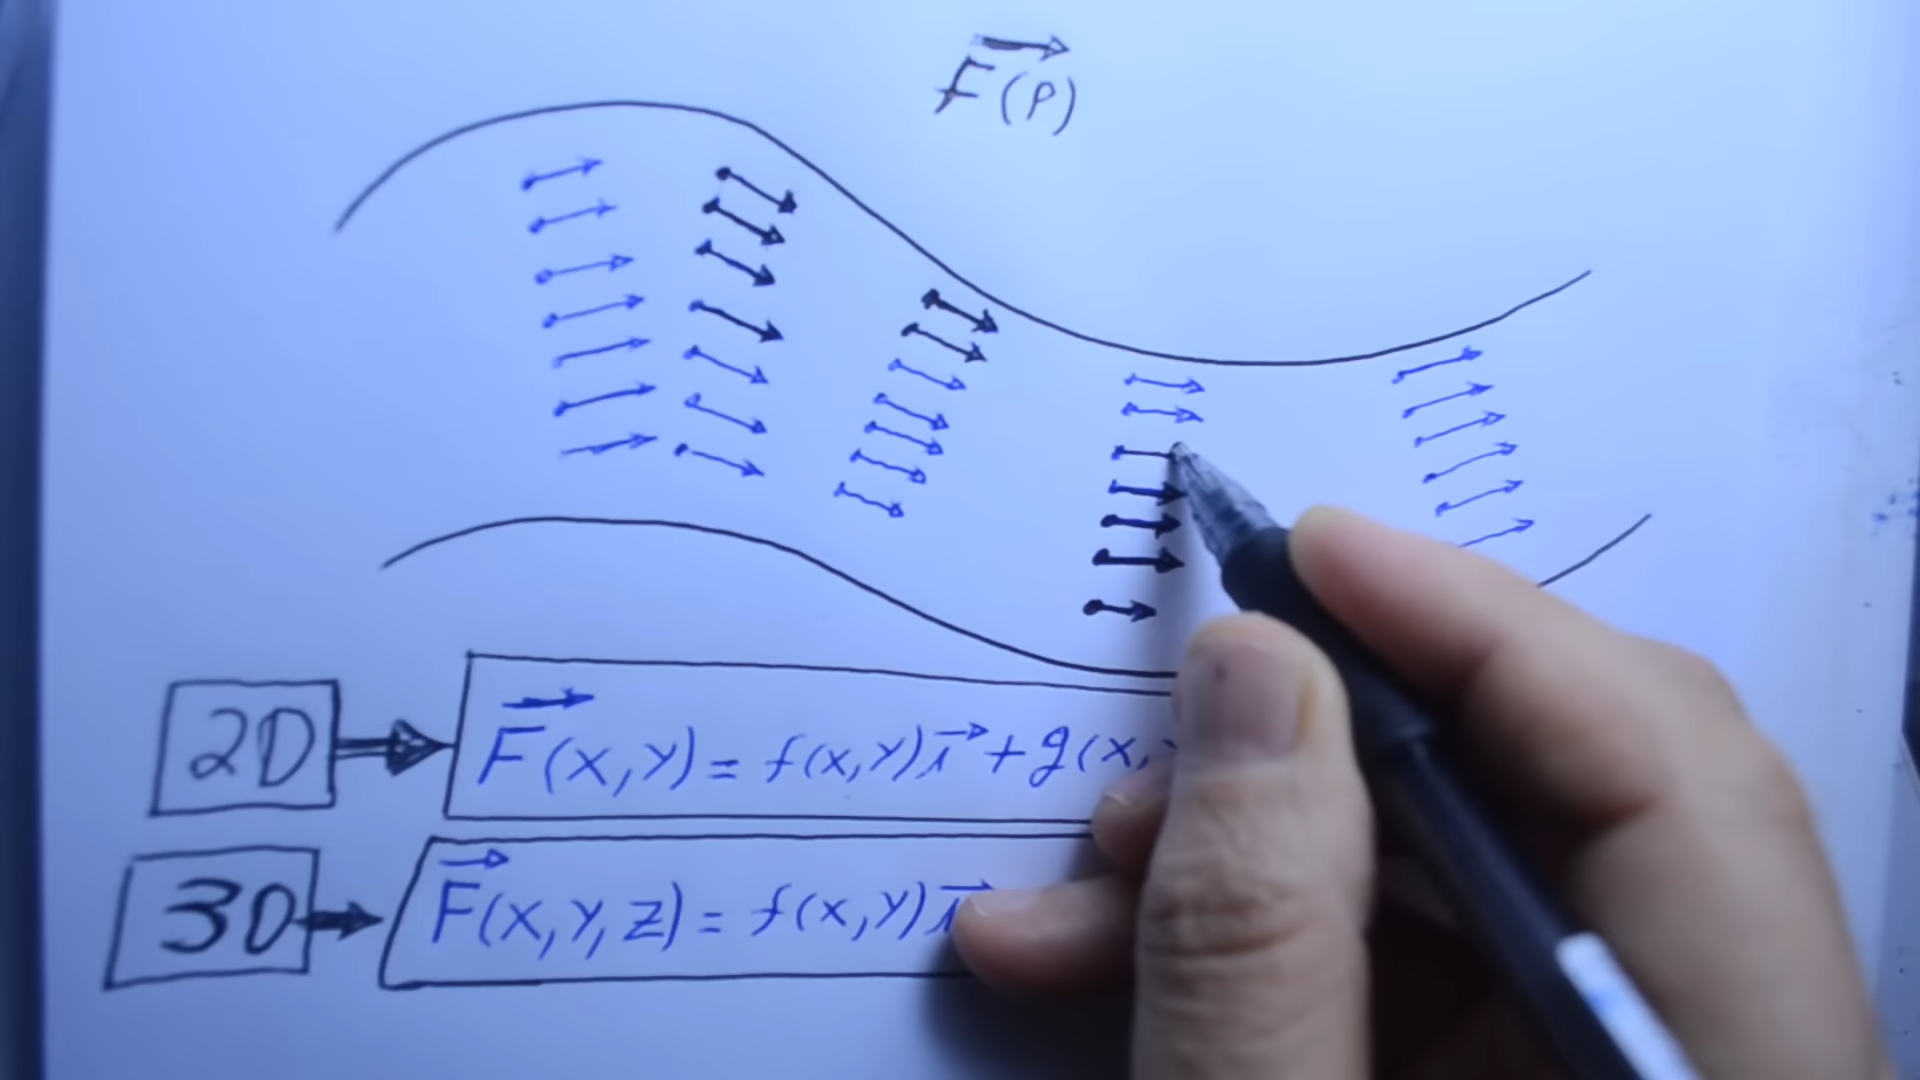 F⃗(P)
2D F⃗(x,y) = f(x,y)i⃗ + g(x,
3D F⃗(x,y,z) = f(x,y)i⃗